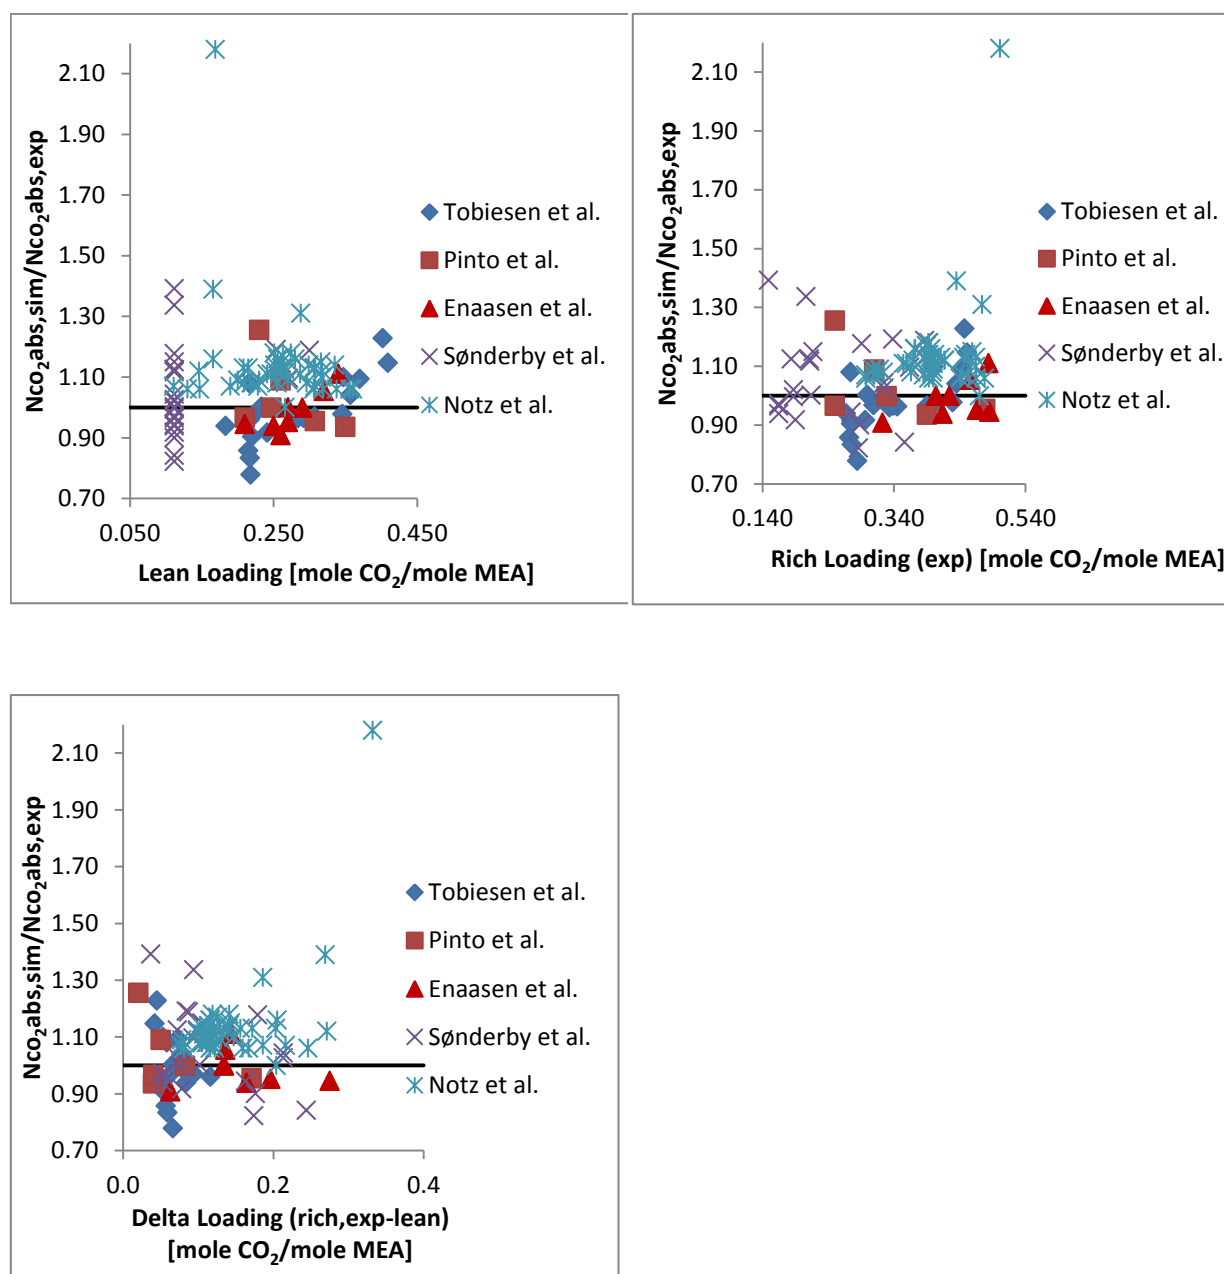 Nco₂abs,sim/Nco₂abs,exp
2.10
1.90
1.70
1.50
1.30
1.10
0.90
0.70
0.050 0.250 0.450
Lean Loading [mole CO₂/mole MEA]
Tobiesen et al.
Pinto et al.
Enaasen et al.
Sønderby et al.
Notz et al.
Nco₂abs,sim/Nco₂abs,exp
2.10
1.90
1.70
1.50
1.30
1.10
0.90
0.70
0.140 0.340 0.540
Rich Loading (exp) [mole CO₂/mole MEA]
Tobiesen et al.
Pinto et al.
Enaasen et al.
Sønderby et al.
Notz et al.
Nco₂abs,sim/Nco₂abs,exp
2.10
1.90
1.70
1.50
1.30
1.10
0.90
0.70
0.0 0.2 0.4
Delta Loading (rich,exp-lean)
[mole CO₂/mole MEA]
Tobiesen et al.
Pinto et al.
Enaasen et al.
Sønderby et al.
Notz et al.